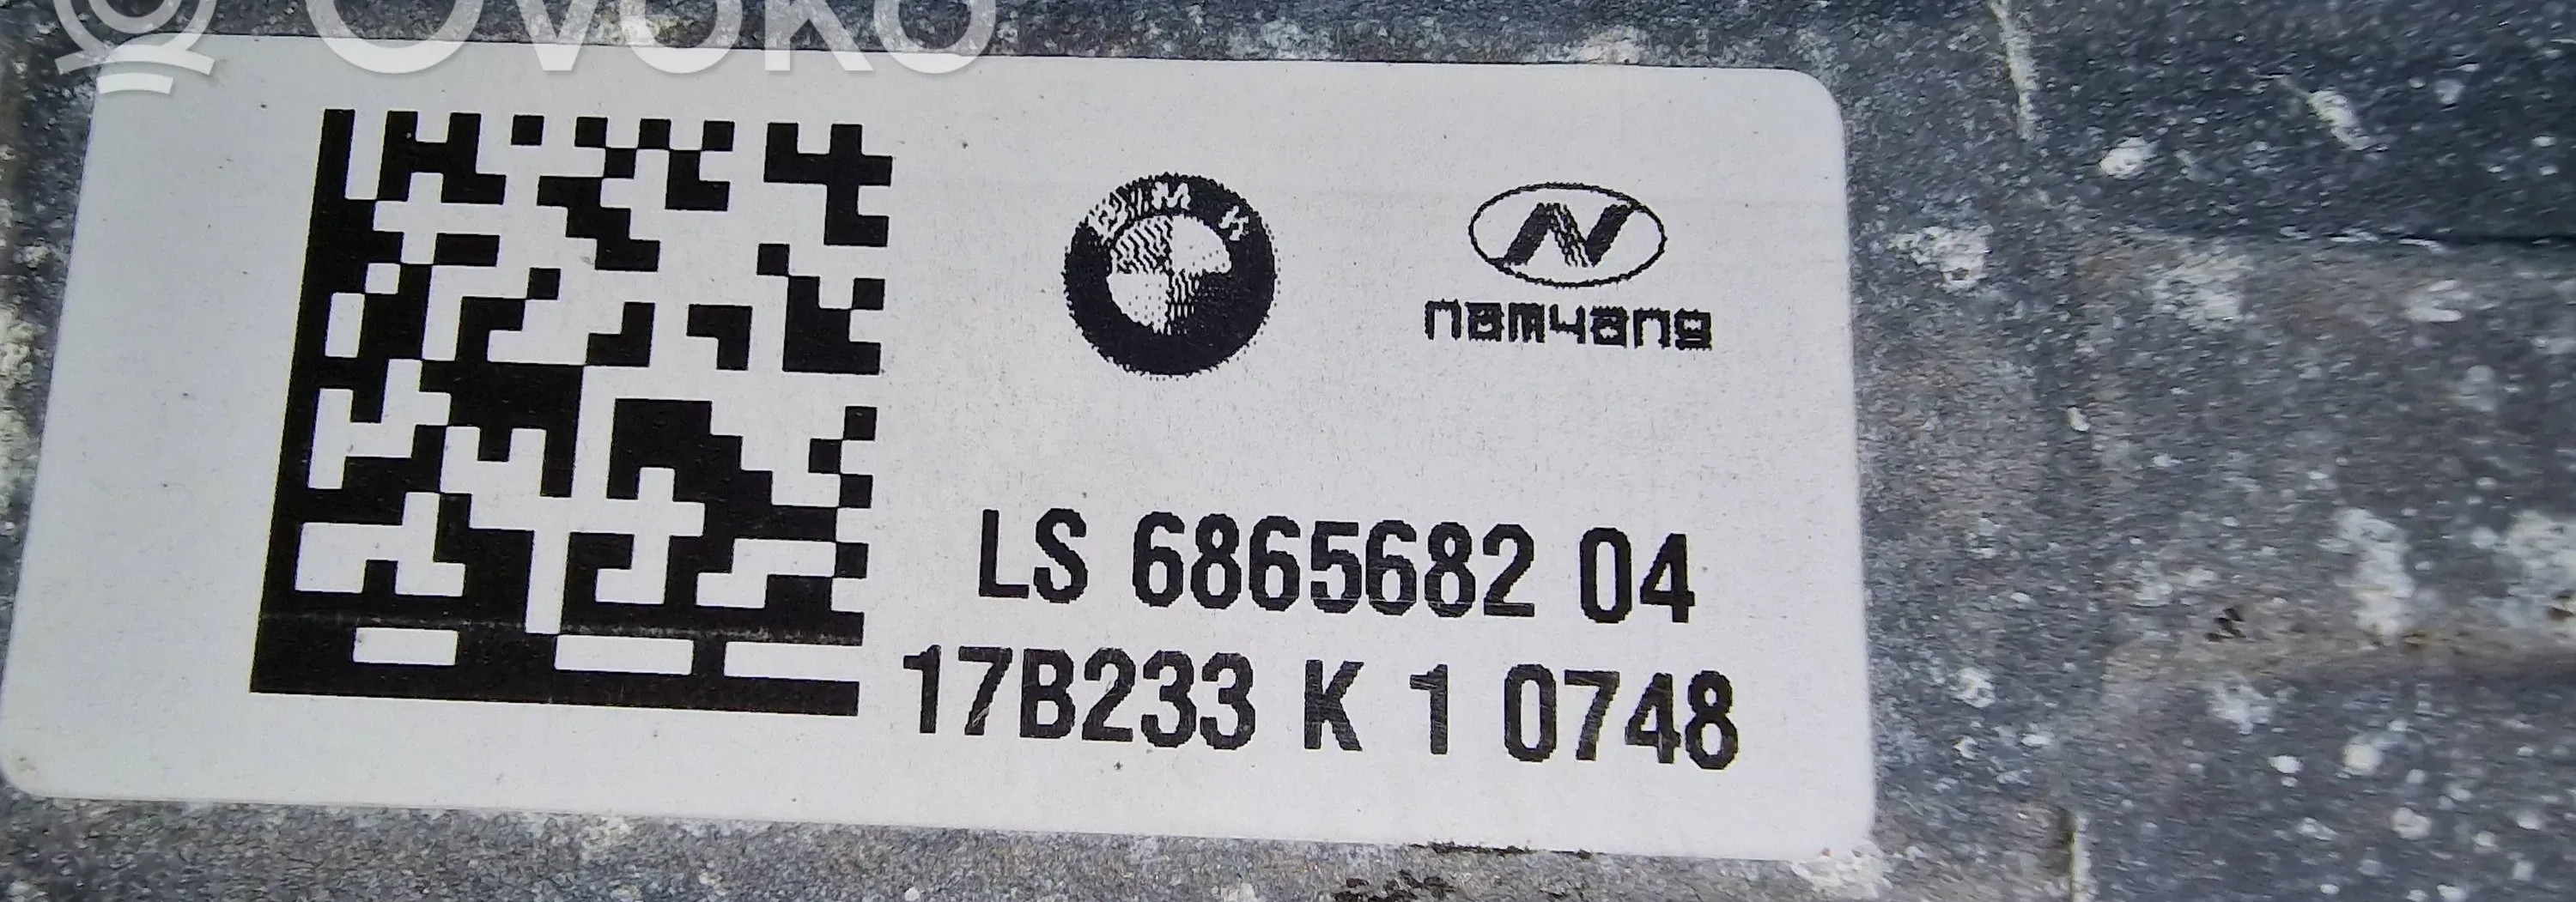 OVOKO
BMW
namyang
LS 6865682 04
17B233 K 1 0748